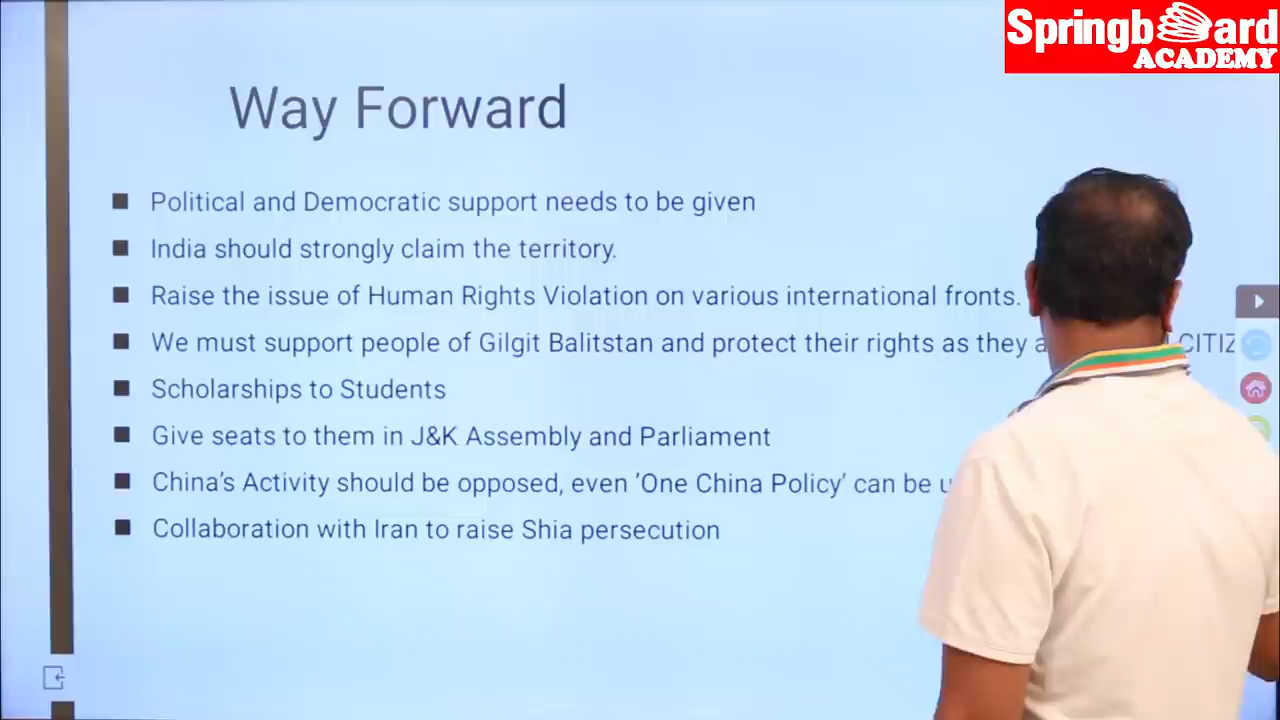 Springboard
ACADEMY
Way Forward
Political and Democratic support needs to be given
India should strongly claim the territory.
Raise the issue of Human Rights Violation on various international fronts.
We must support people of Gilgit Balitstan and protect their rights as they
Scholarships to Students
Give seats to them in J&K Assembly and Parliament
China's Activity should be opposed, even 'One China Policy' can be
Collaboration with Iran to raise Shia persecution